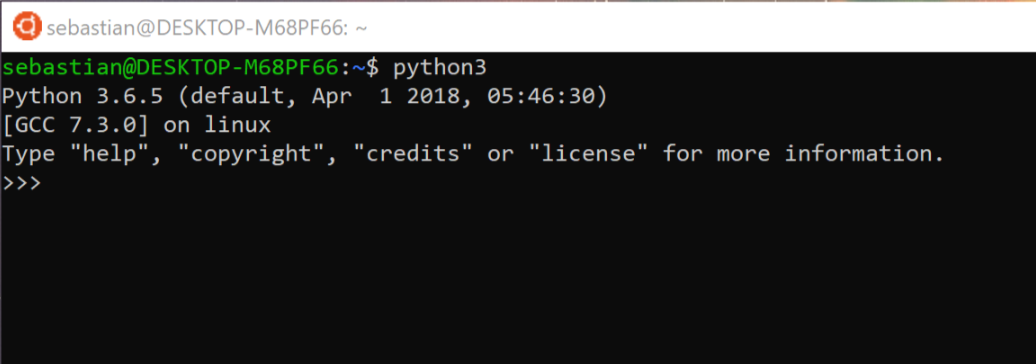 sebastian@DESKTOP-M68PF66: ~
sebastian@DESKTOP-M68PF66:~$ python3
Python 3.6.5 (default, Apr  1 2018, 05:46:30)
[GCC 7.3.0] on linux
Type "help", "copyright", "credits" or "license" for more information.
>>>